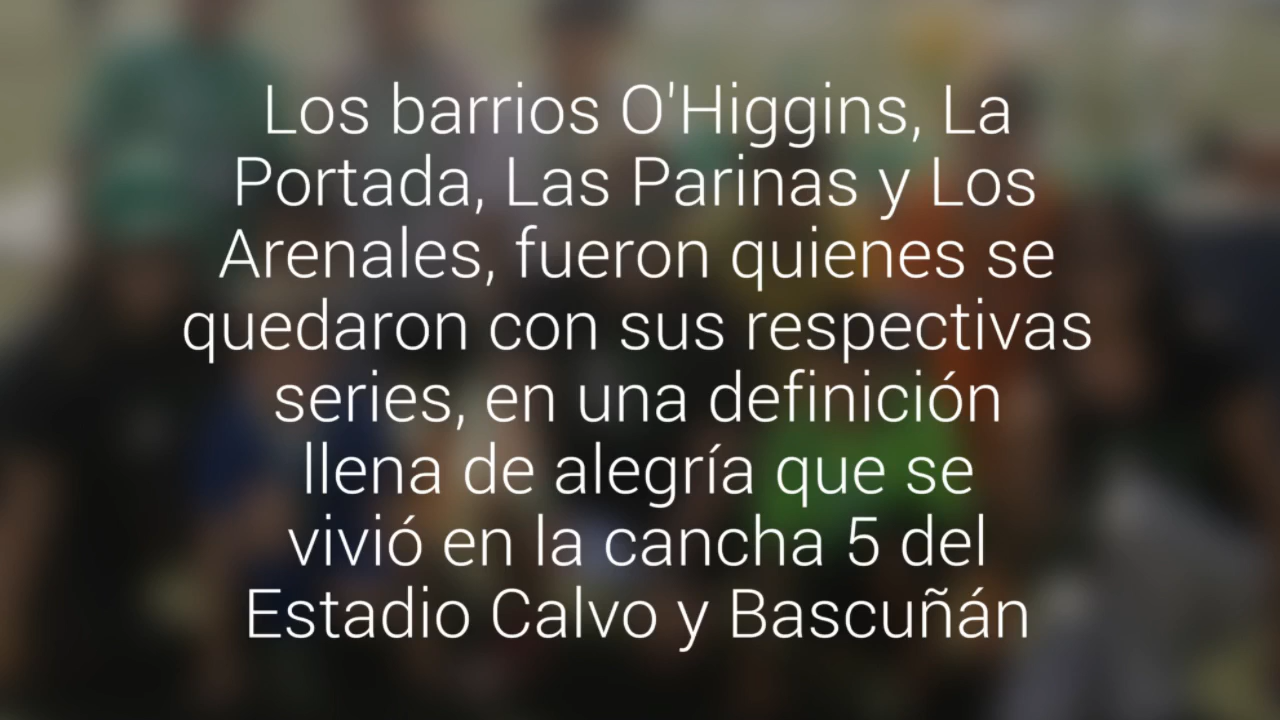 Los barrios O'Higgins, La
Portada, Las Parinas y Los
Arenales, fueron quienes se
quedaron con sus respectivas
series, en una definición
llena de alegría que se
vivió en la cancha 5 del
Estadio Calvo y Bascuñán